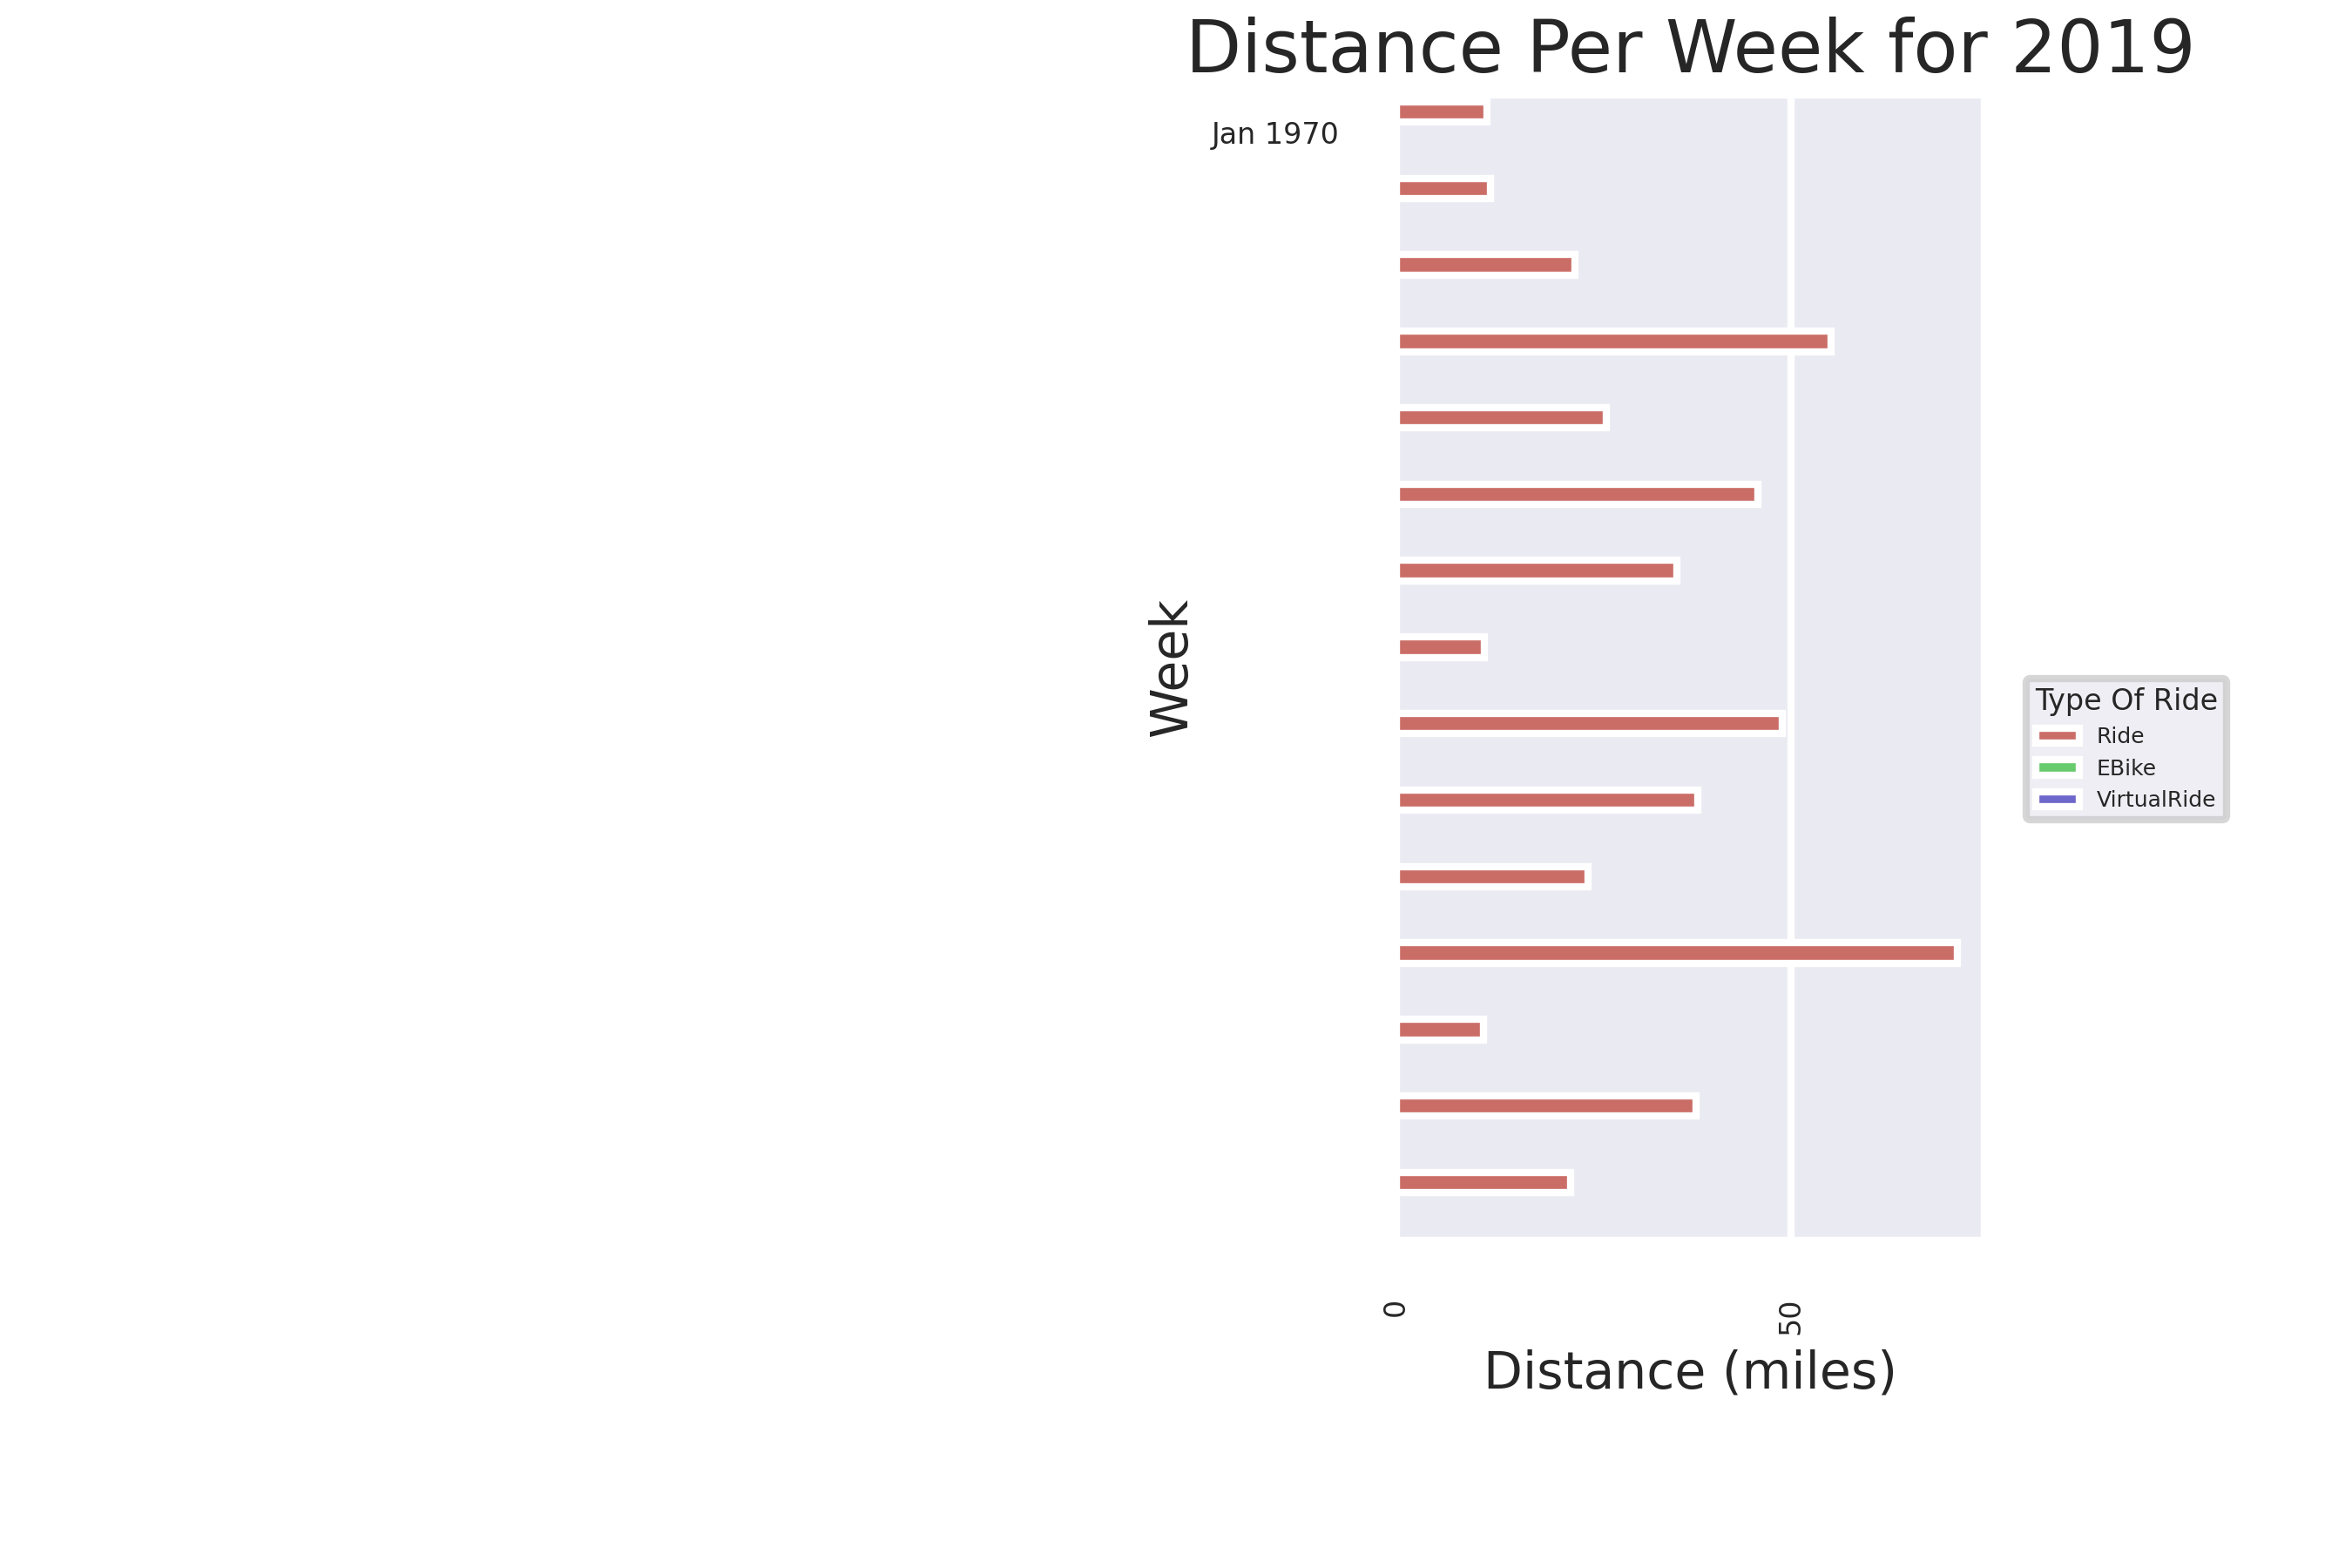 Distance Per Week for 2019
Jan 1970
Week
Type Of Ride
Ride
EBike
VirtualRide
0
50
Distance (miles)